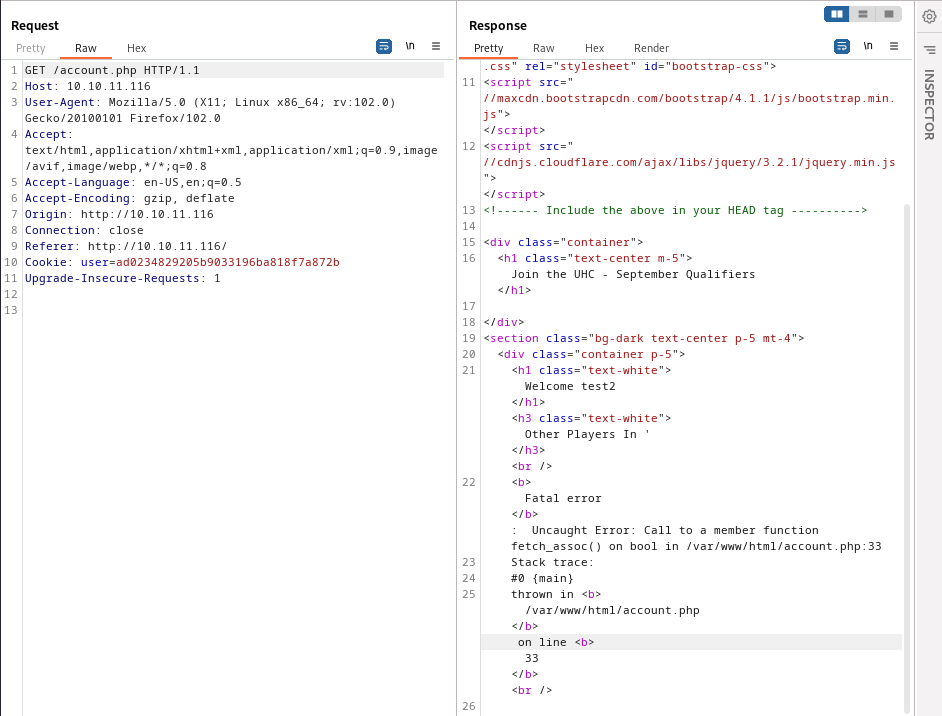 Request
Pretty Raw Hex \n
1 GET /account.php HTTP/1.1
2 Host: 10.10.11.116
3 User-Agent: Mozilla/5.0 (X11; Linux x86_64; rv:102.0)
Gecko/20100101 Firefox/102.0
4 Accept:
text/html,application/xhtml+xml,application/xml;q=0.9,image
/avif,image/webp,*/*;q=0.8
5 Accept-Language: en-US,en;q=0.5
6 Accept-Encoding: gzip, deflate
7 Origin: http://10.10.11.116
8 Connection: close
9 Referer: http://10.10.11.116/
10 Cookie: user=ad0234829205b9033196ba818f7a872b
11 Upgrade-Insecure-Requests: 1
12
13
Response
Pretty Raw Hex Render \n
.css" rel="stylesheet" id="bootstrap-css">
11 <script src="
//maxcdn.bootstrapcdn.com/bootstrap/4.1.1/js/bootstrap.min.
js">
</script>
12 <script src="
//cdnjs.cloudflare.com/ajax/libs/jquery/3.2.1/jquery.min.js
">
</script>
13 <!------ Include the above in your HEAD tag ---------->
14
15 <div class="container">
16 <h1 class="text-center m-5">
Join the UHC - September Qualifiers
</h1>
17
18 </div>
19 <section class="bg-dark text-center p-5 mt-4">
20 <div class="container p-5">
21 <h1 class="text-white">
Welcome test2
</h1>
<h3 class="text-white">
Other Players In '
</h3>
<br />
22 <b>
Fatal error
</b>
:  Uncaught Error: Call to a member function
fetch_assoc() on bool in /var/www/html/account.php:33
23 Stack trace:
24 #0 {main}
25 thrown in <b>
/var/www/html/account.php
</b>
on line <b>
33
</b>
<br />
26
INSPECTOR